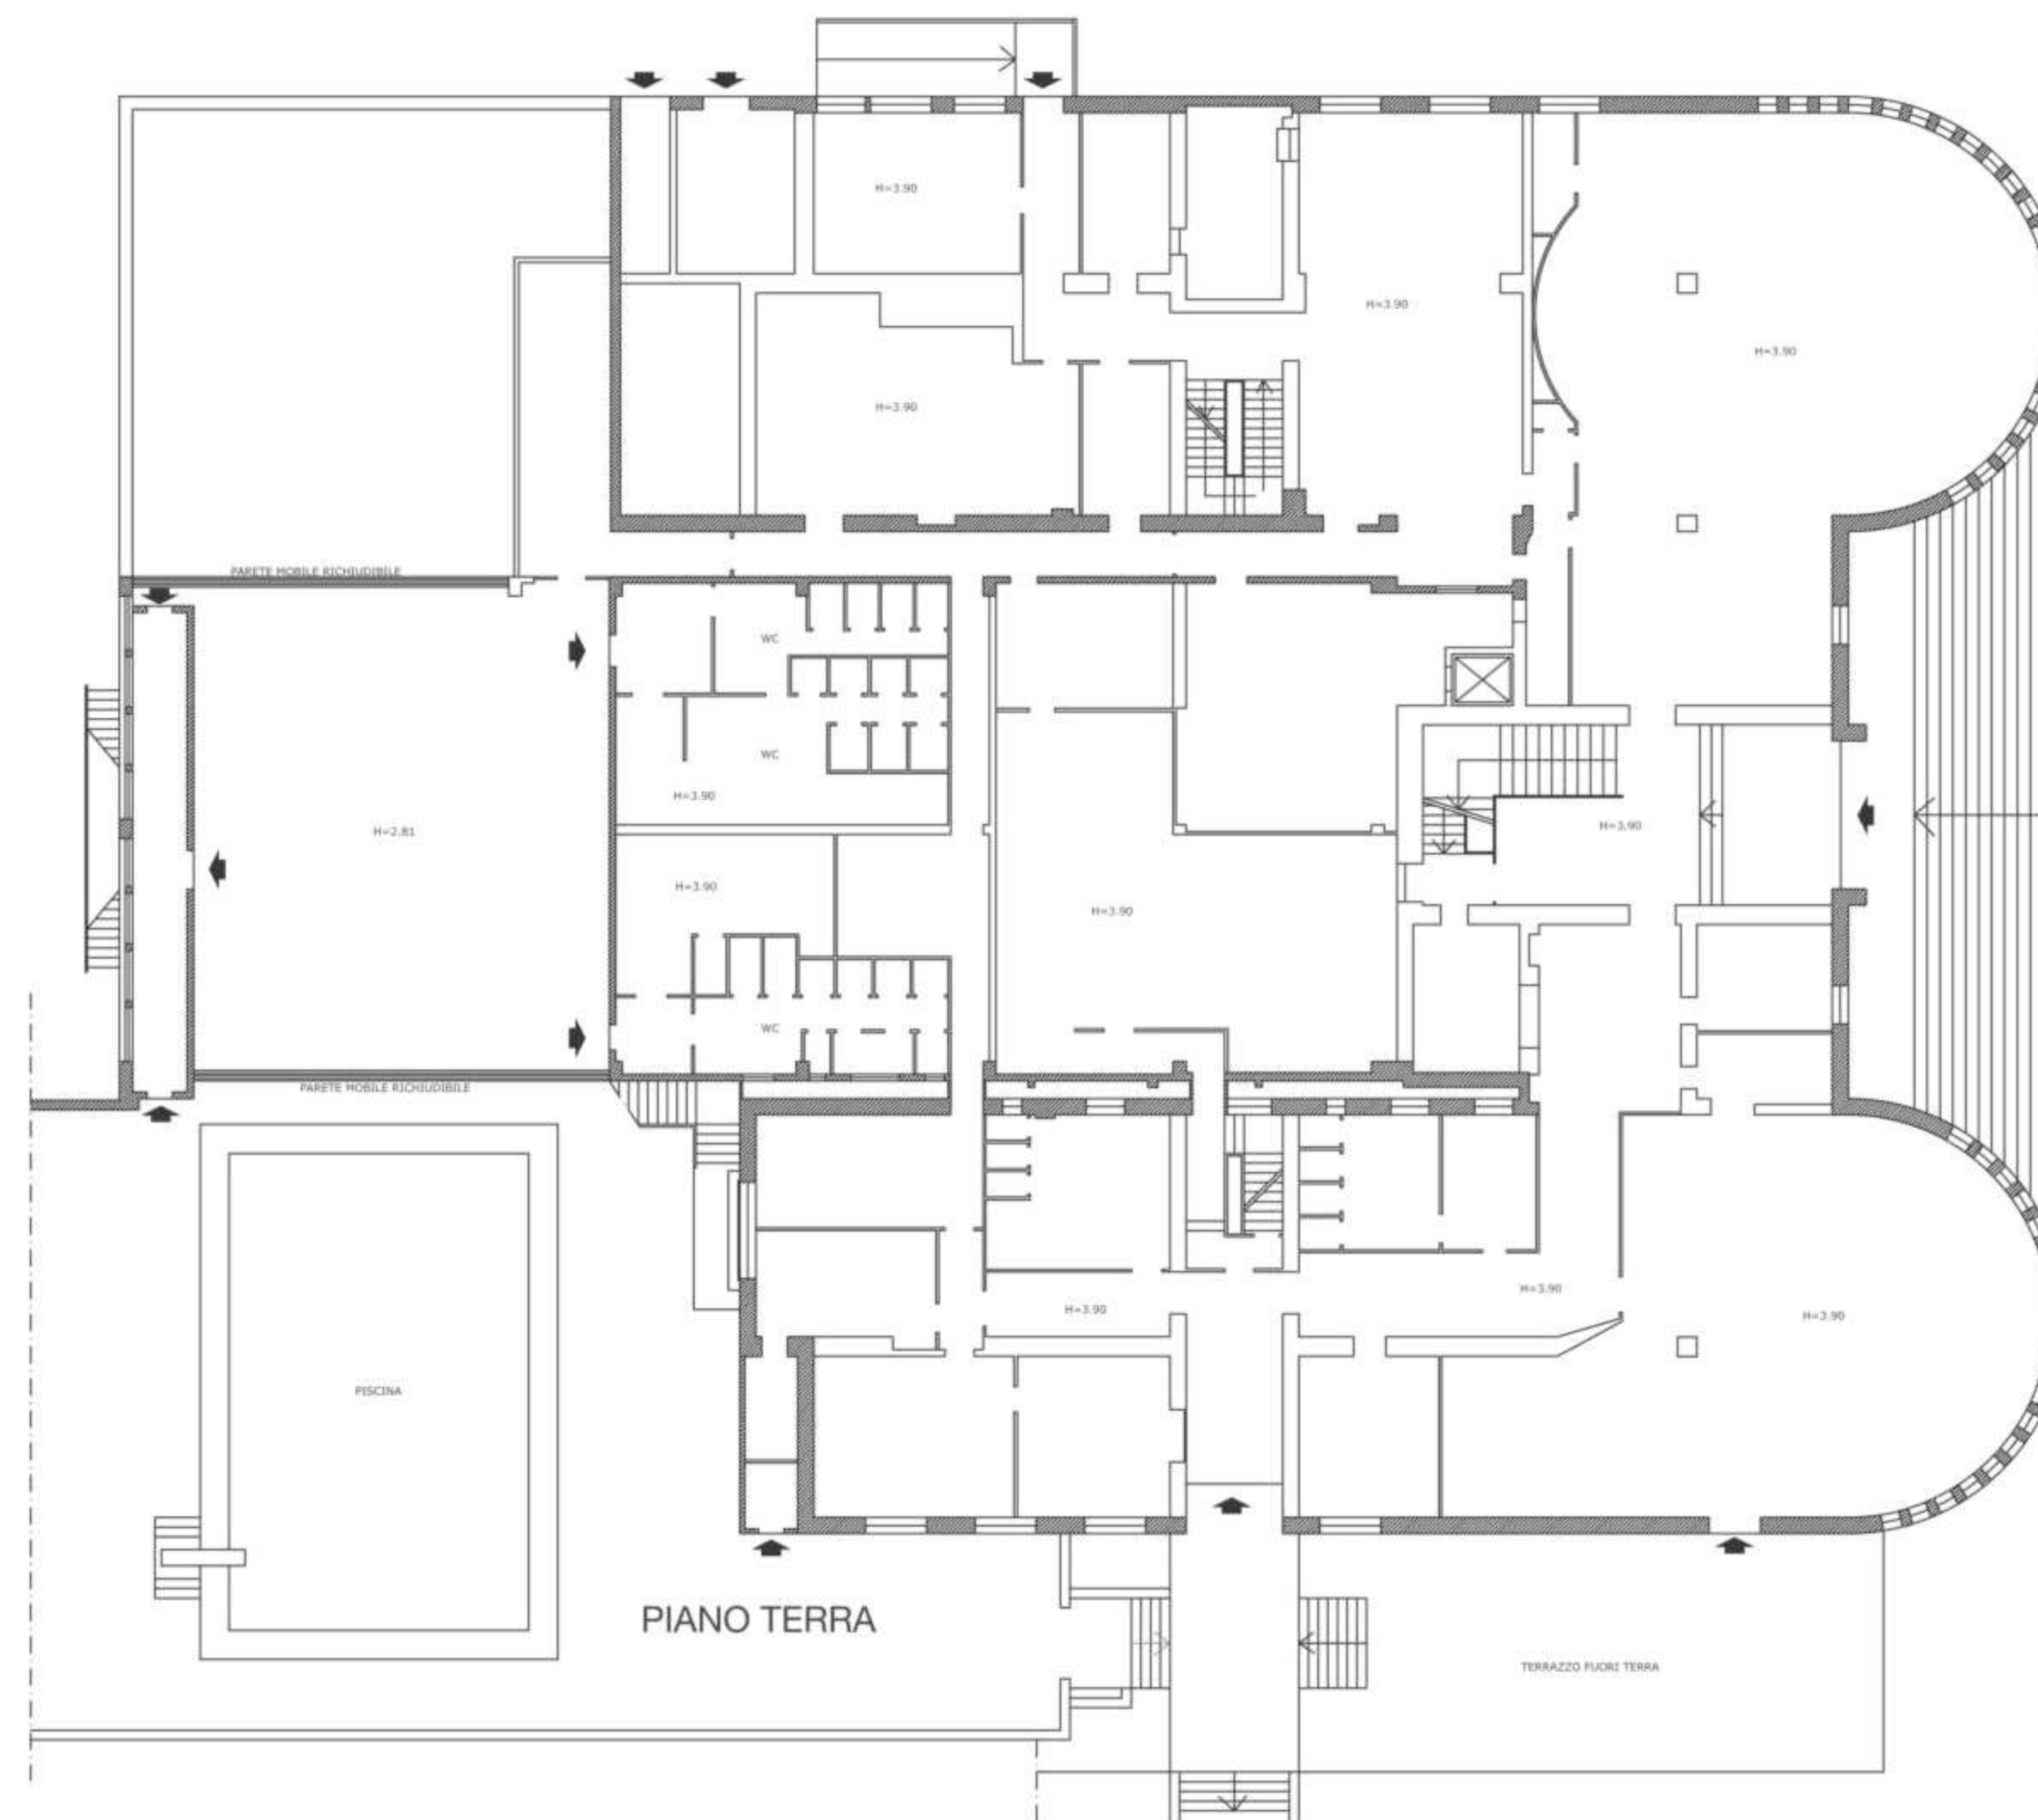 H=3.90
H=3.90
H=3.90
H=3.90
PARETE MOBILE RICHIUDIBILE
WC
WC
H=3.90
H=2.81
H=3.90
H=3.90
H=3.90
WC
PARETE MOBILE RICHIUDIBILE
H=3.90
H=3.90
H=3.90
PISCINA
PIANO TERRA
TERRAZZO FUORI TERRA